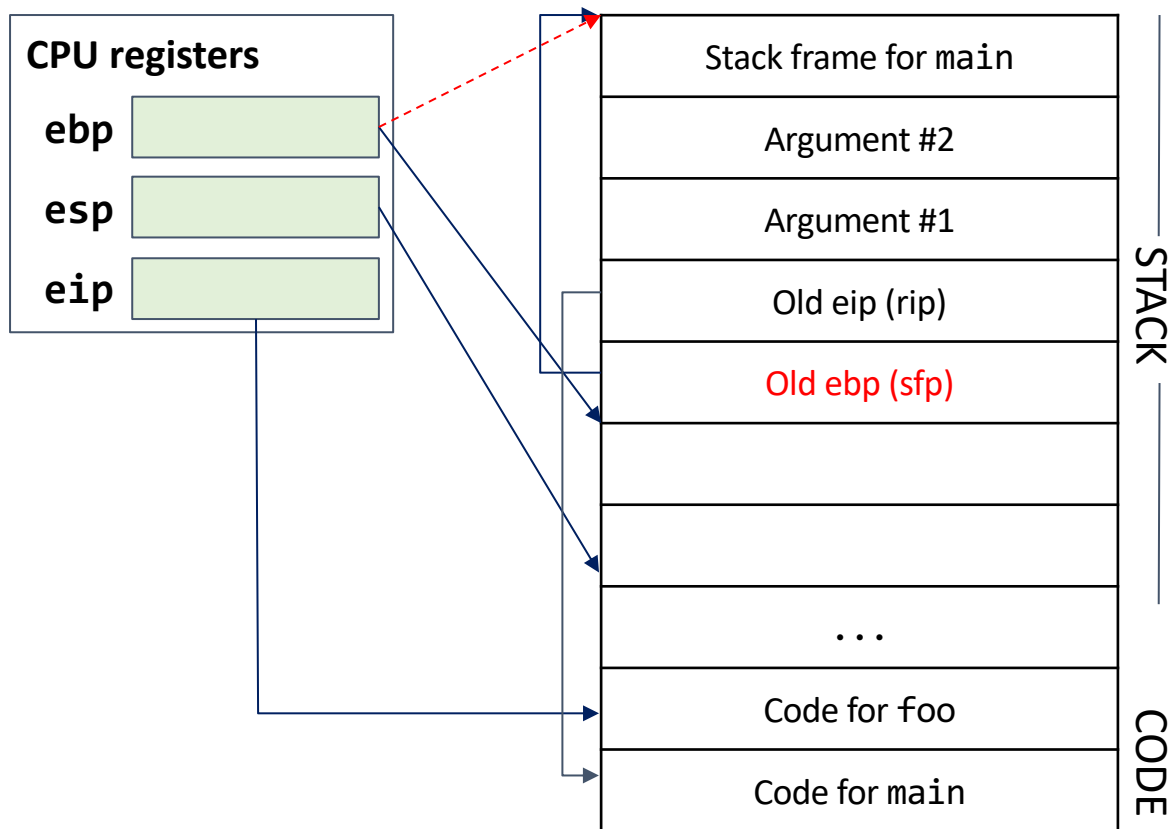 CPU registers
ebp
esp
eip
Stack frame for main
Argument #2
Argument #1
Old eip (rip)
Old ebp (sfp)
...
Code for foo
Code for main
STACK
CODE